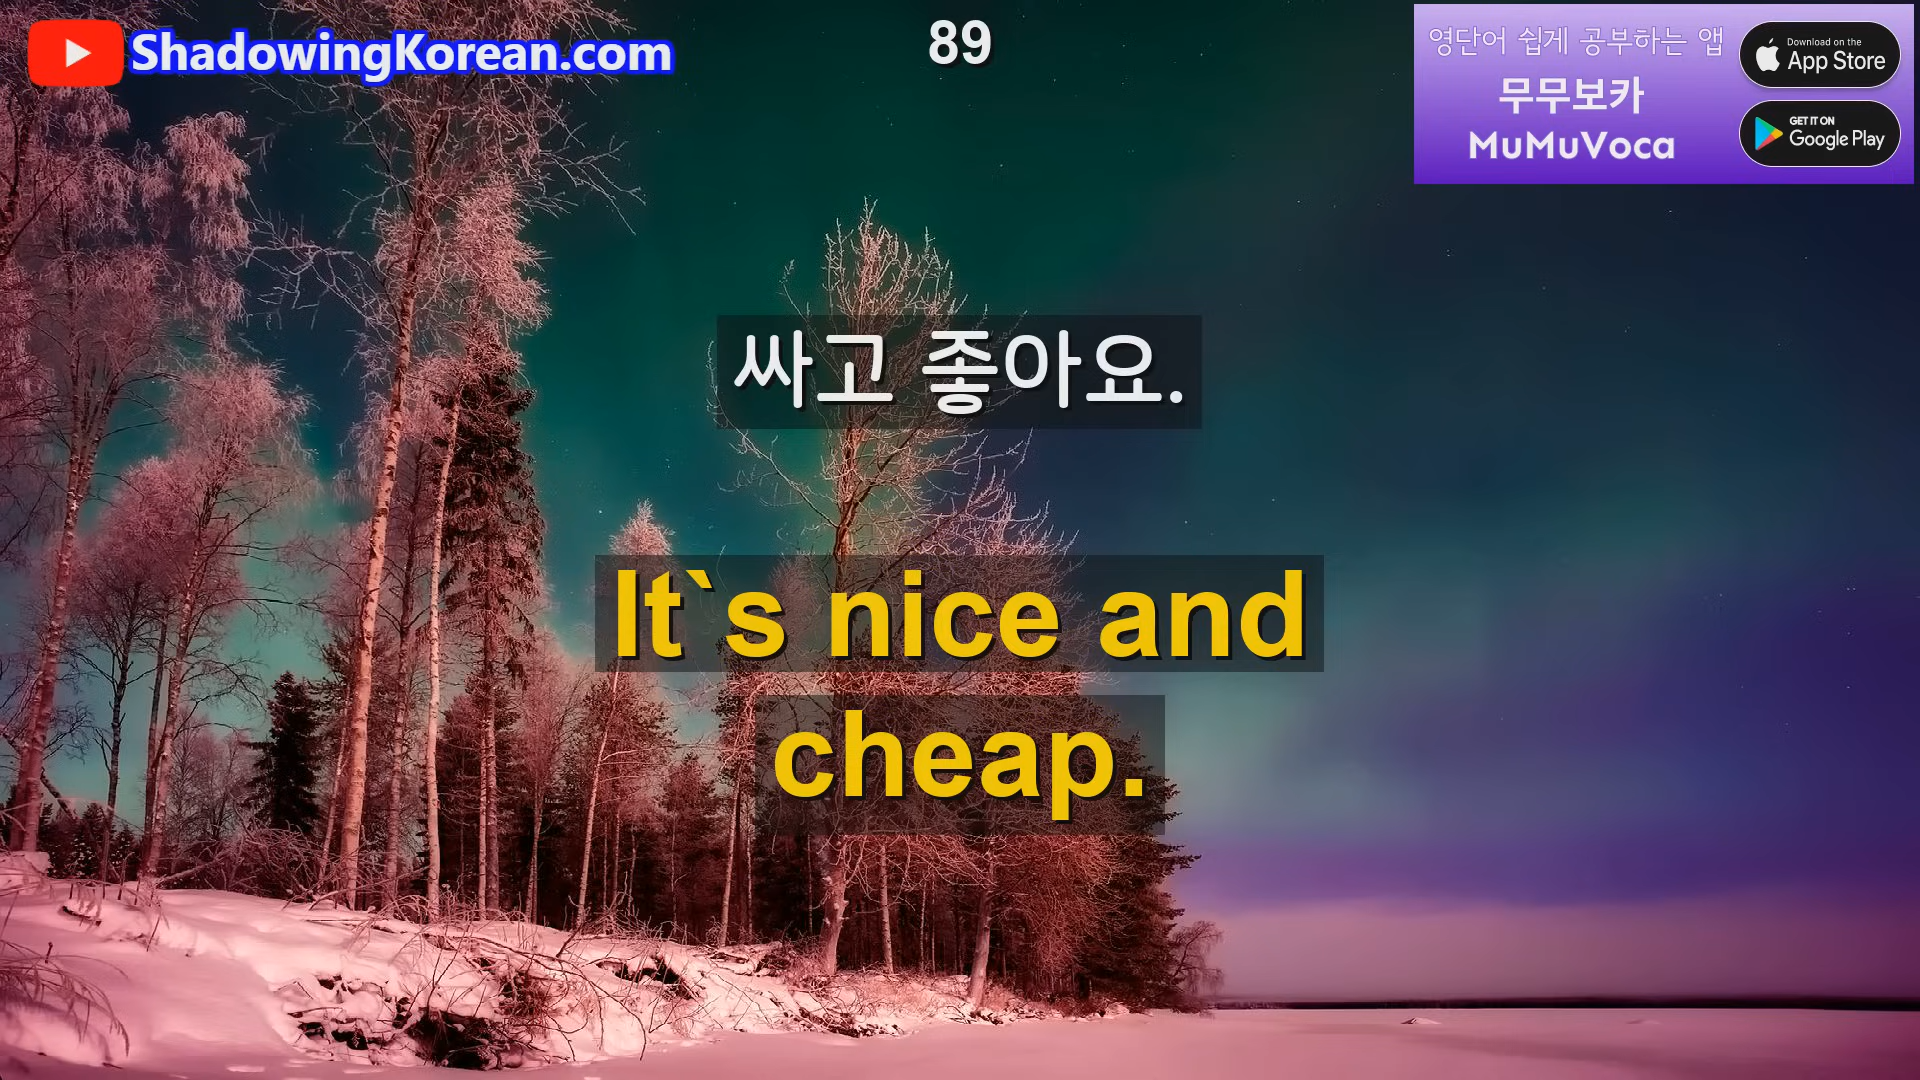 ShadowingKorean.com
89
영단어 쉽게 공부하는 앱
무무보카
MuMuVoca
Download on the
App Store
GET IT ON
Google Play
싸고 좋아요.
It`s nice and
cheap.